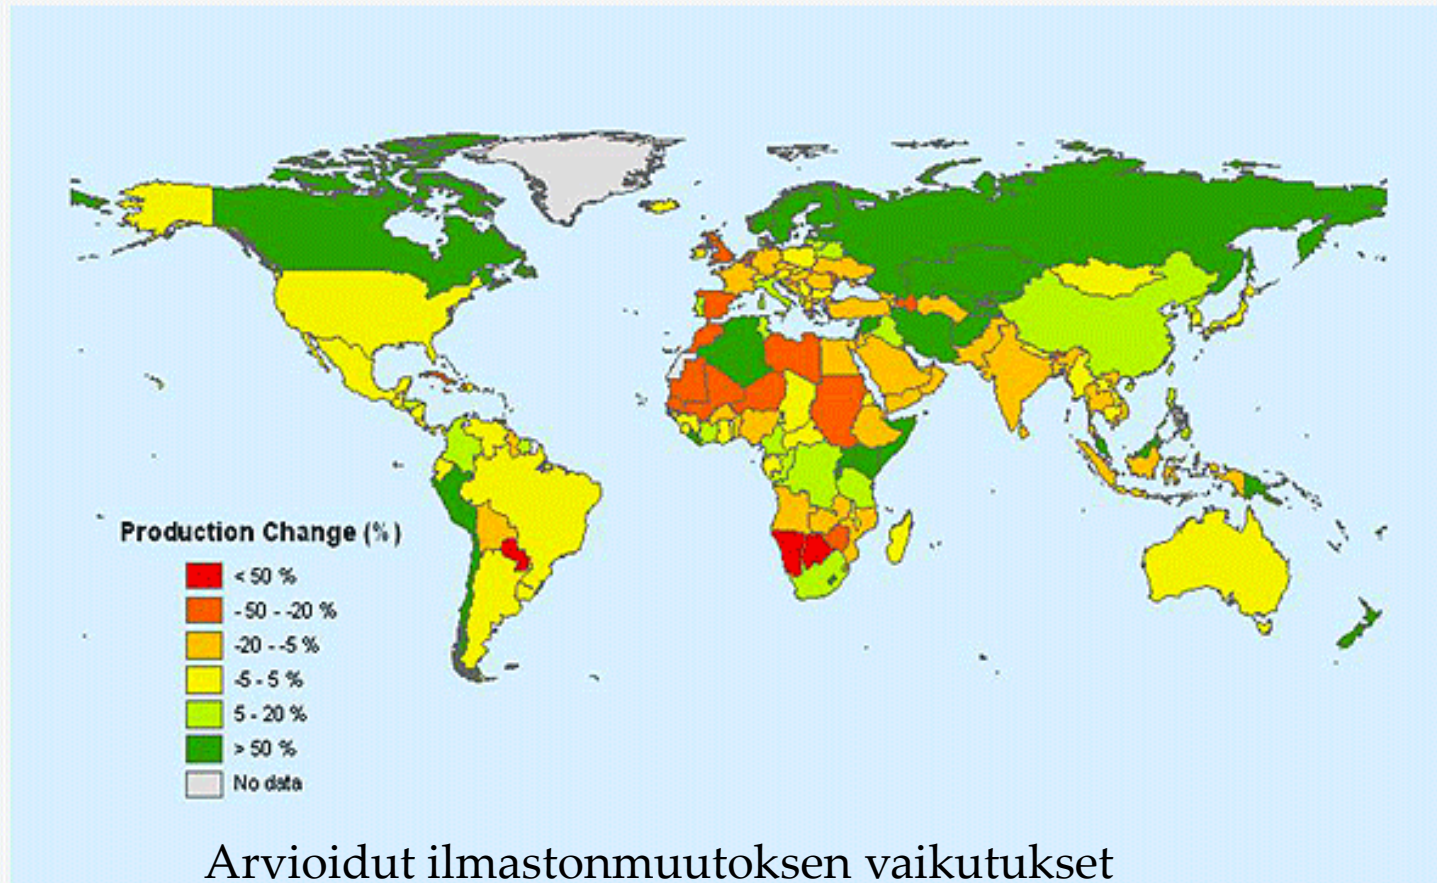 Production Change (%)
< 50 %
-50 - -20 %
-20 - -5 %
-5 - 5 %
5 - 20 %
> 50 %
No data
Arvioidut ilmastonmuutoksen vaikutukset